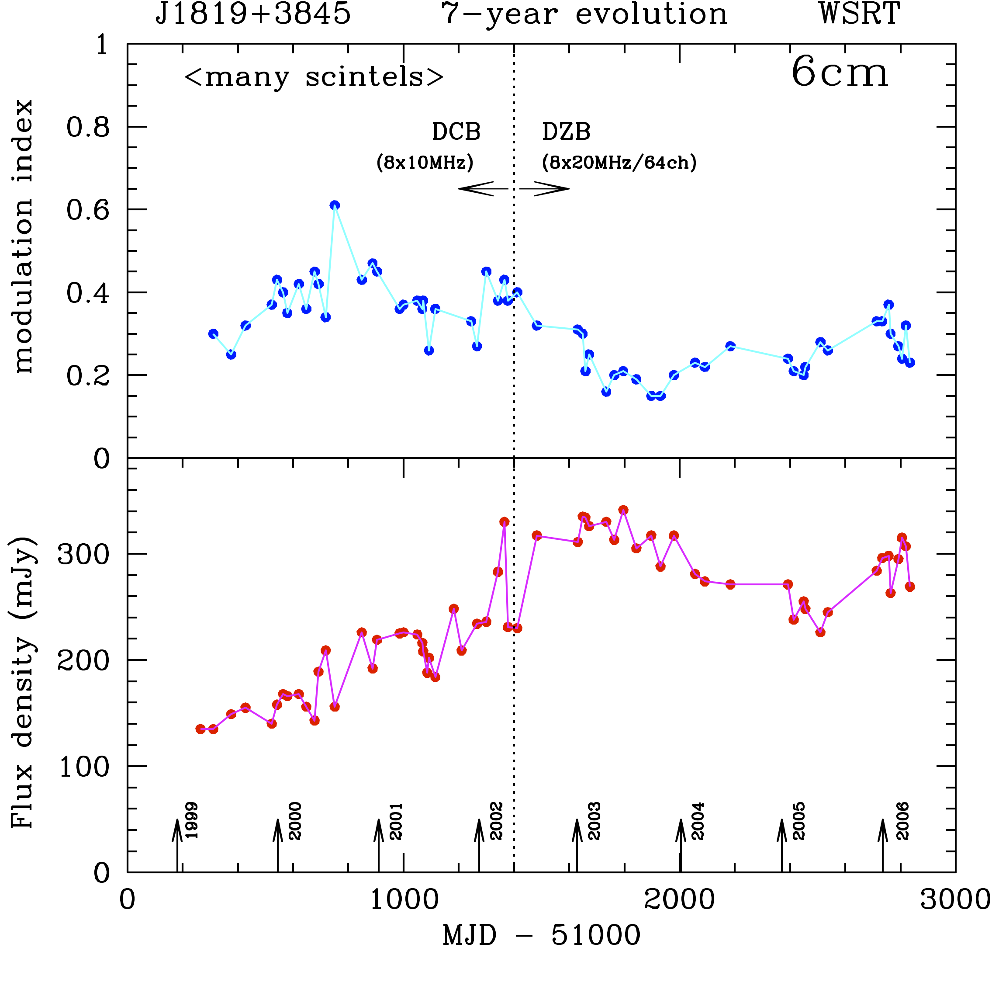 J1819+3845 7-year evolution WSRT
1
<many scintels> 6cm
0.8
DCB DZB
(8x10MHz) (8x20MHz/64ch)
0.6
0.4
0.2
0
modulation index
300
200
100
0
Flux density (mJy)
1999 2000 2001 2002 2003 2004 2005 2006
0 1000 2000 3000
MJD - 51000